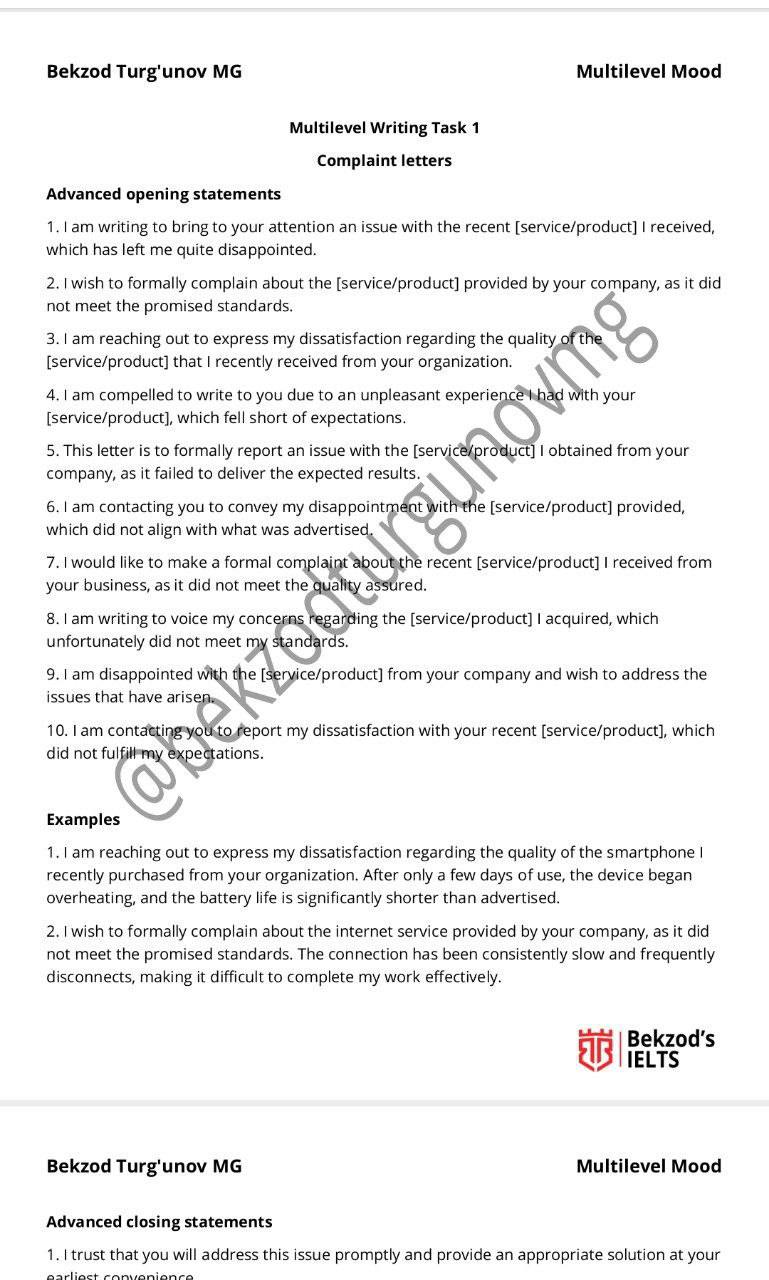 Bekzod Turg'unov MG
Multilevel Mood
Multilevel Writing Task 1
Complaint letters
Advanced opening statements
1. I am writing to bring to your attention an issue with the recent [service/product] I received,
which has left me quite disappointed.
2. I wish to formally complain about the [service/product] provided by your company, as it did
not meet the promised standards.
3. I am reaching out to express my dissatisfaction regarding the quality of the
[service/product] that I recently received from your organization.
4. I am compelled to write to you due to an unpleasant experience I had with your
[service/product], which fell short of expectations.
5. This letter is to formally report an issue with the [service/product] I obtained from your
company, as it failed to deliver the expected results.
6. I am contacting you to convey my disappointment with the [service/product] provided,
which did not align with what was advertised.
7. I would like to make a formal complaint about the recent [service/product] I received from
your business, as it did not meet the quality assured.
8. I am writing to voice my concerns regarding the [service/product] I acquired, which
unfortunately did not meet my standards.
9. I am disappointed with the [service/product] from your company and wish to address the
issues that have arisen.
10. I am contacting you to report my dissatisfaction with your recent [service/product], which
did not fulfill my expectations.
@bekzodturgunovmg
Examples
1. I am reaching out to express my dissatisfaction regarding the quality of the smartphone I
recently purchased from your organization. After only a few days of use, the device began
overheating, and the battery life is significantly shorter than advertised.
2. I wish to formally complain about the internet service provided by your company, as it did
not meet the promised standards. The connection has been consistently slow and frequently
disconnects, making it difficult to complete my work effectively.
Bekzod's
IELTS
Bekzod Turg'unov MG
Multilevel Mood
Advanced closing statements
1. I trust that you will address this issue promptly and provide an appropriate solution at your
earliest convenience.